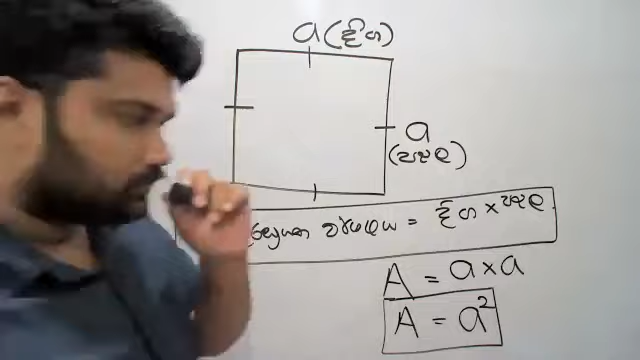 a (දිග)
a
(පළල)
වර්ගඵලය = දිග × පළල
A = a × a
A = a²